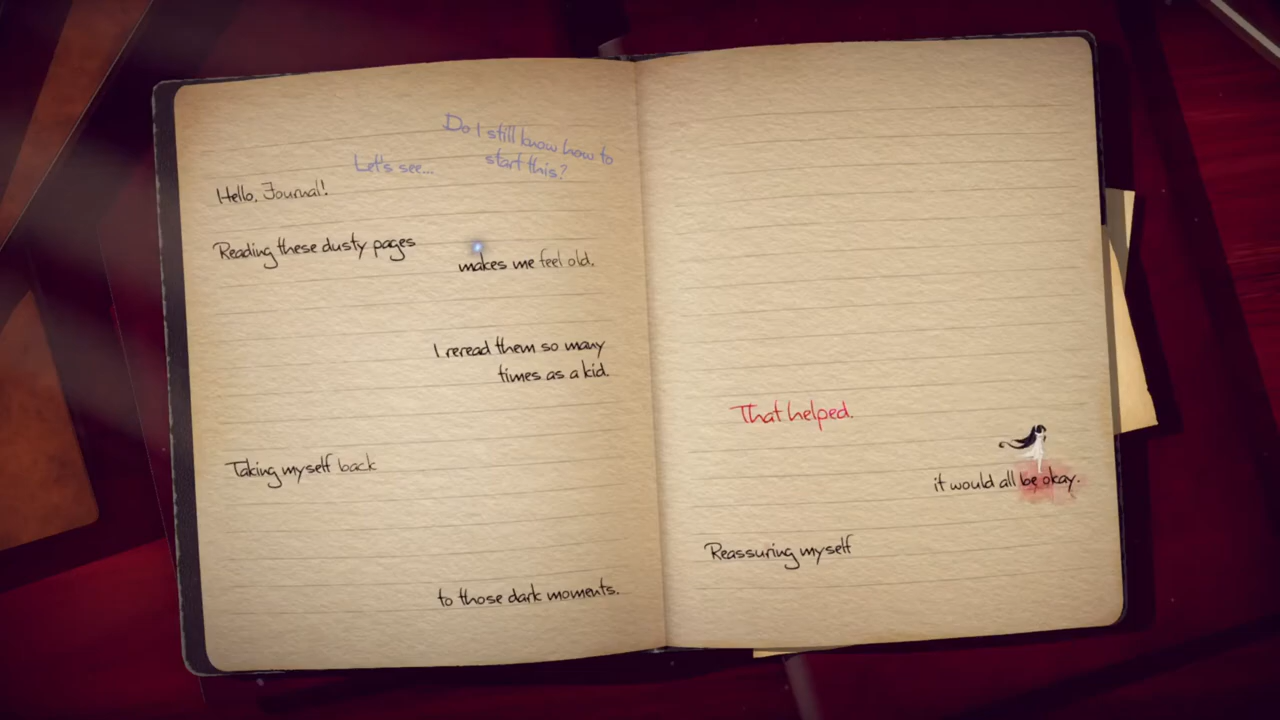 Do I still know how to
start this?
Let's see...
Hello, Journal!
Reading these dusty pages
makes me feel old.
I reread them so many
times as a kid.
Taking myself back
to those dark moments.
That helped.
it would all be okay.
Reassuring myself